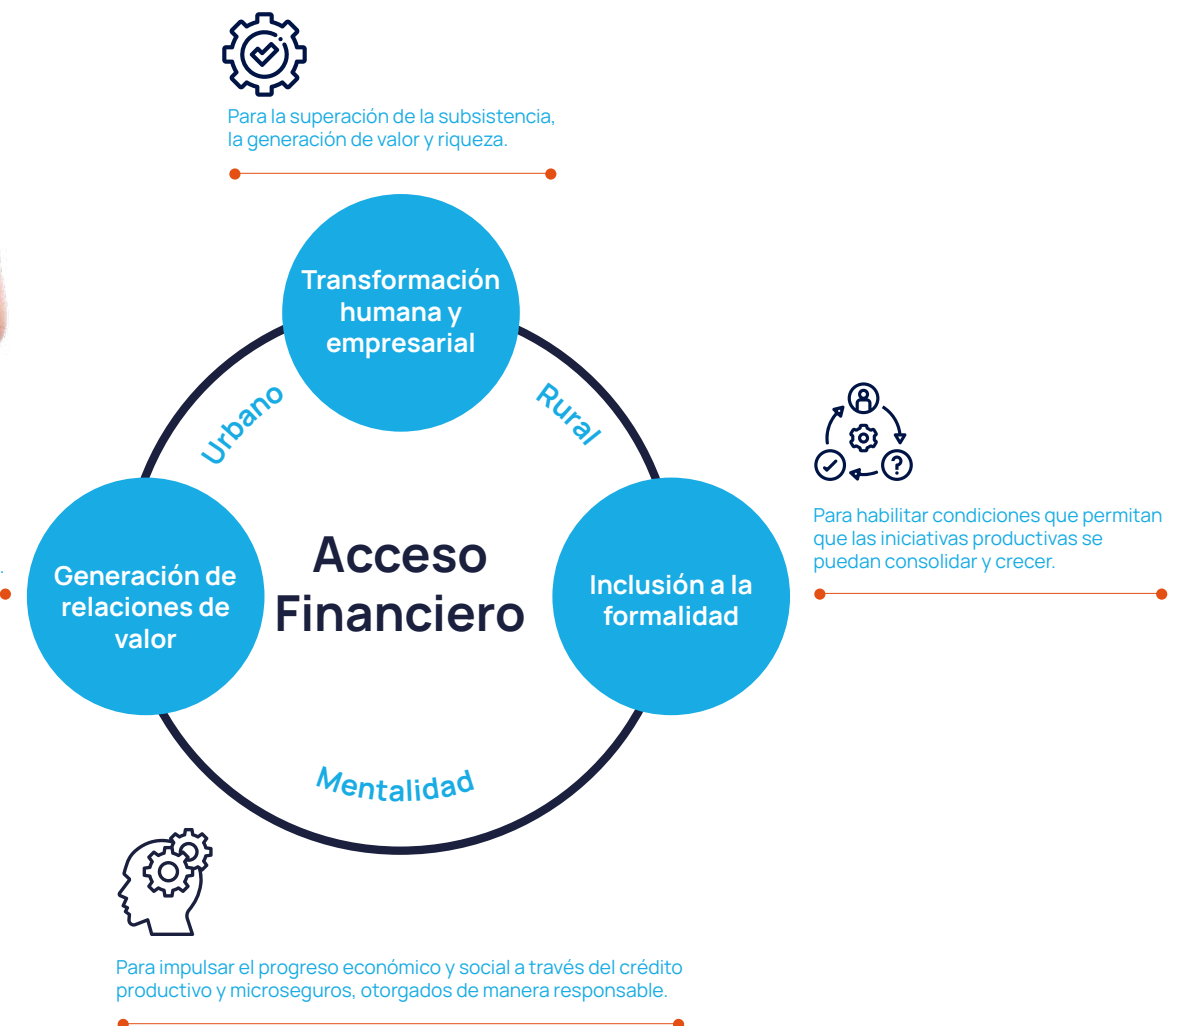 Para la superación de la subsistencia,
la generación de valor y riqueza.
Transformación
humana y
empresarial
Urbano
Rural
Para habilitar condiciones que permitan
que las iniciativas productivas se
puedan consolidar y crecer.
.
Generación de
relaciones de
valor
Acceso
Financiero
Inclusión a la
formalidad
Mentalidad
Para impulsar el progreso económico y social a través del crédito
productivo y microseguros, otorgados de manera responsable.